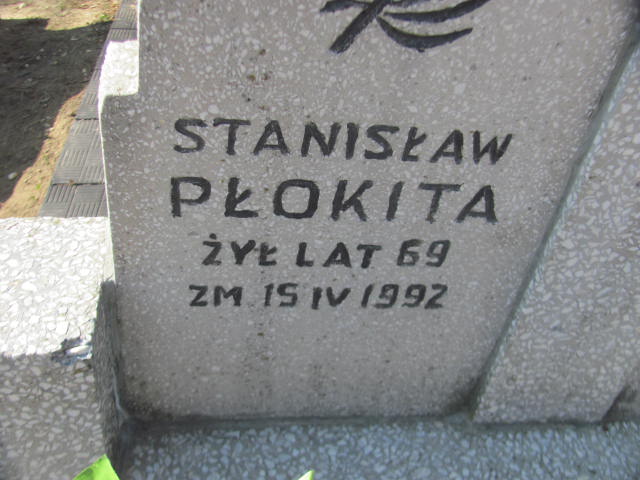 STANISŁAW
PŁOKITA
ŻYŁ LAT 69
ZM 15 IV 1992